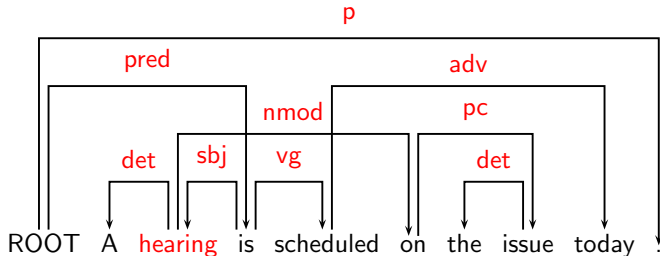 p
pred adv
nmod pc
det sbj vg det
ROOT A hearing is scheduled on the issue today .